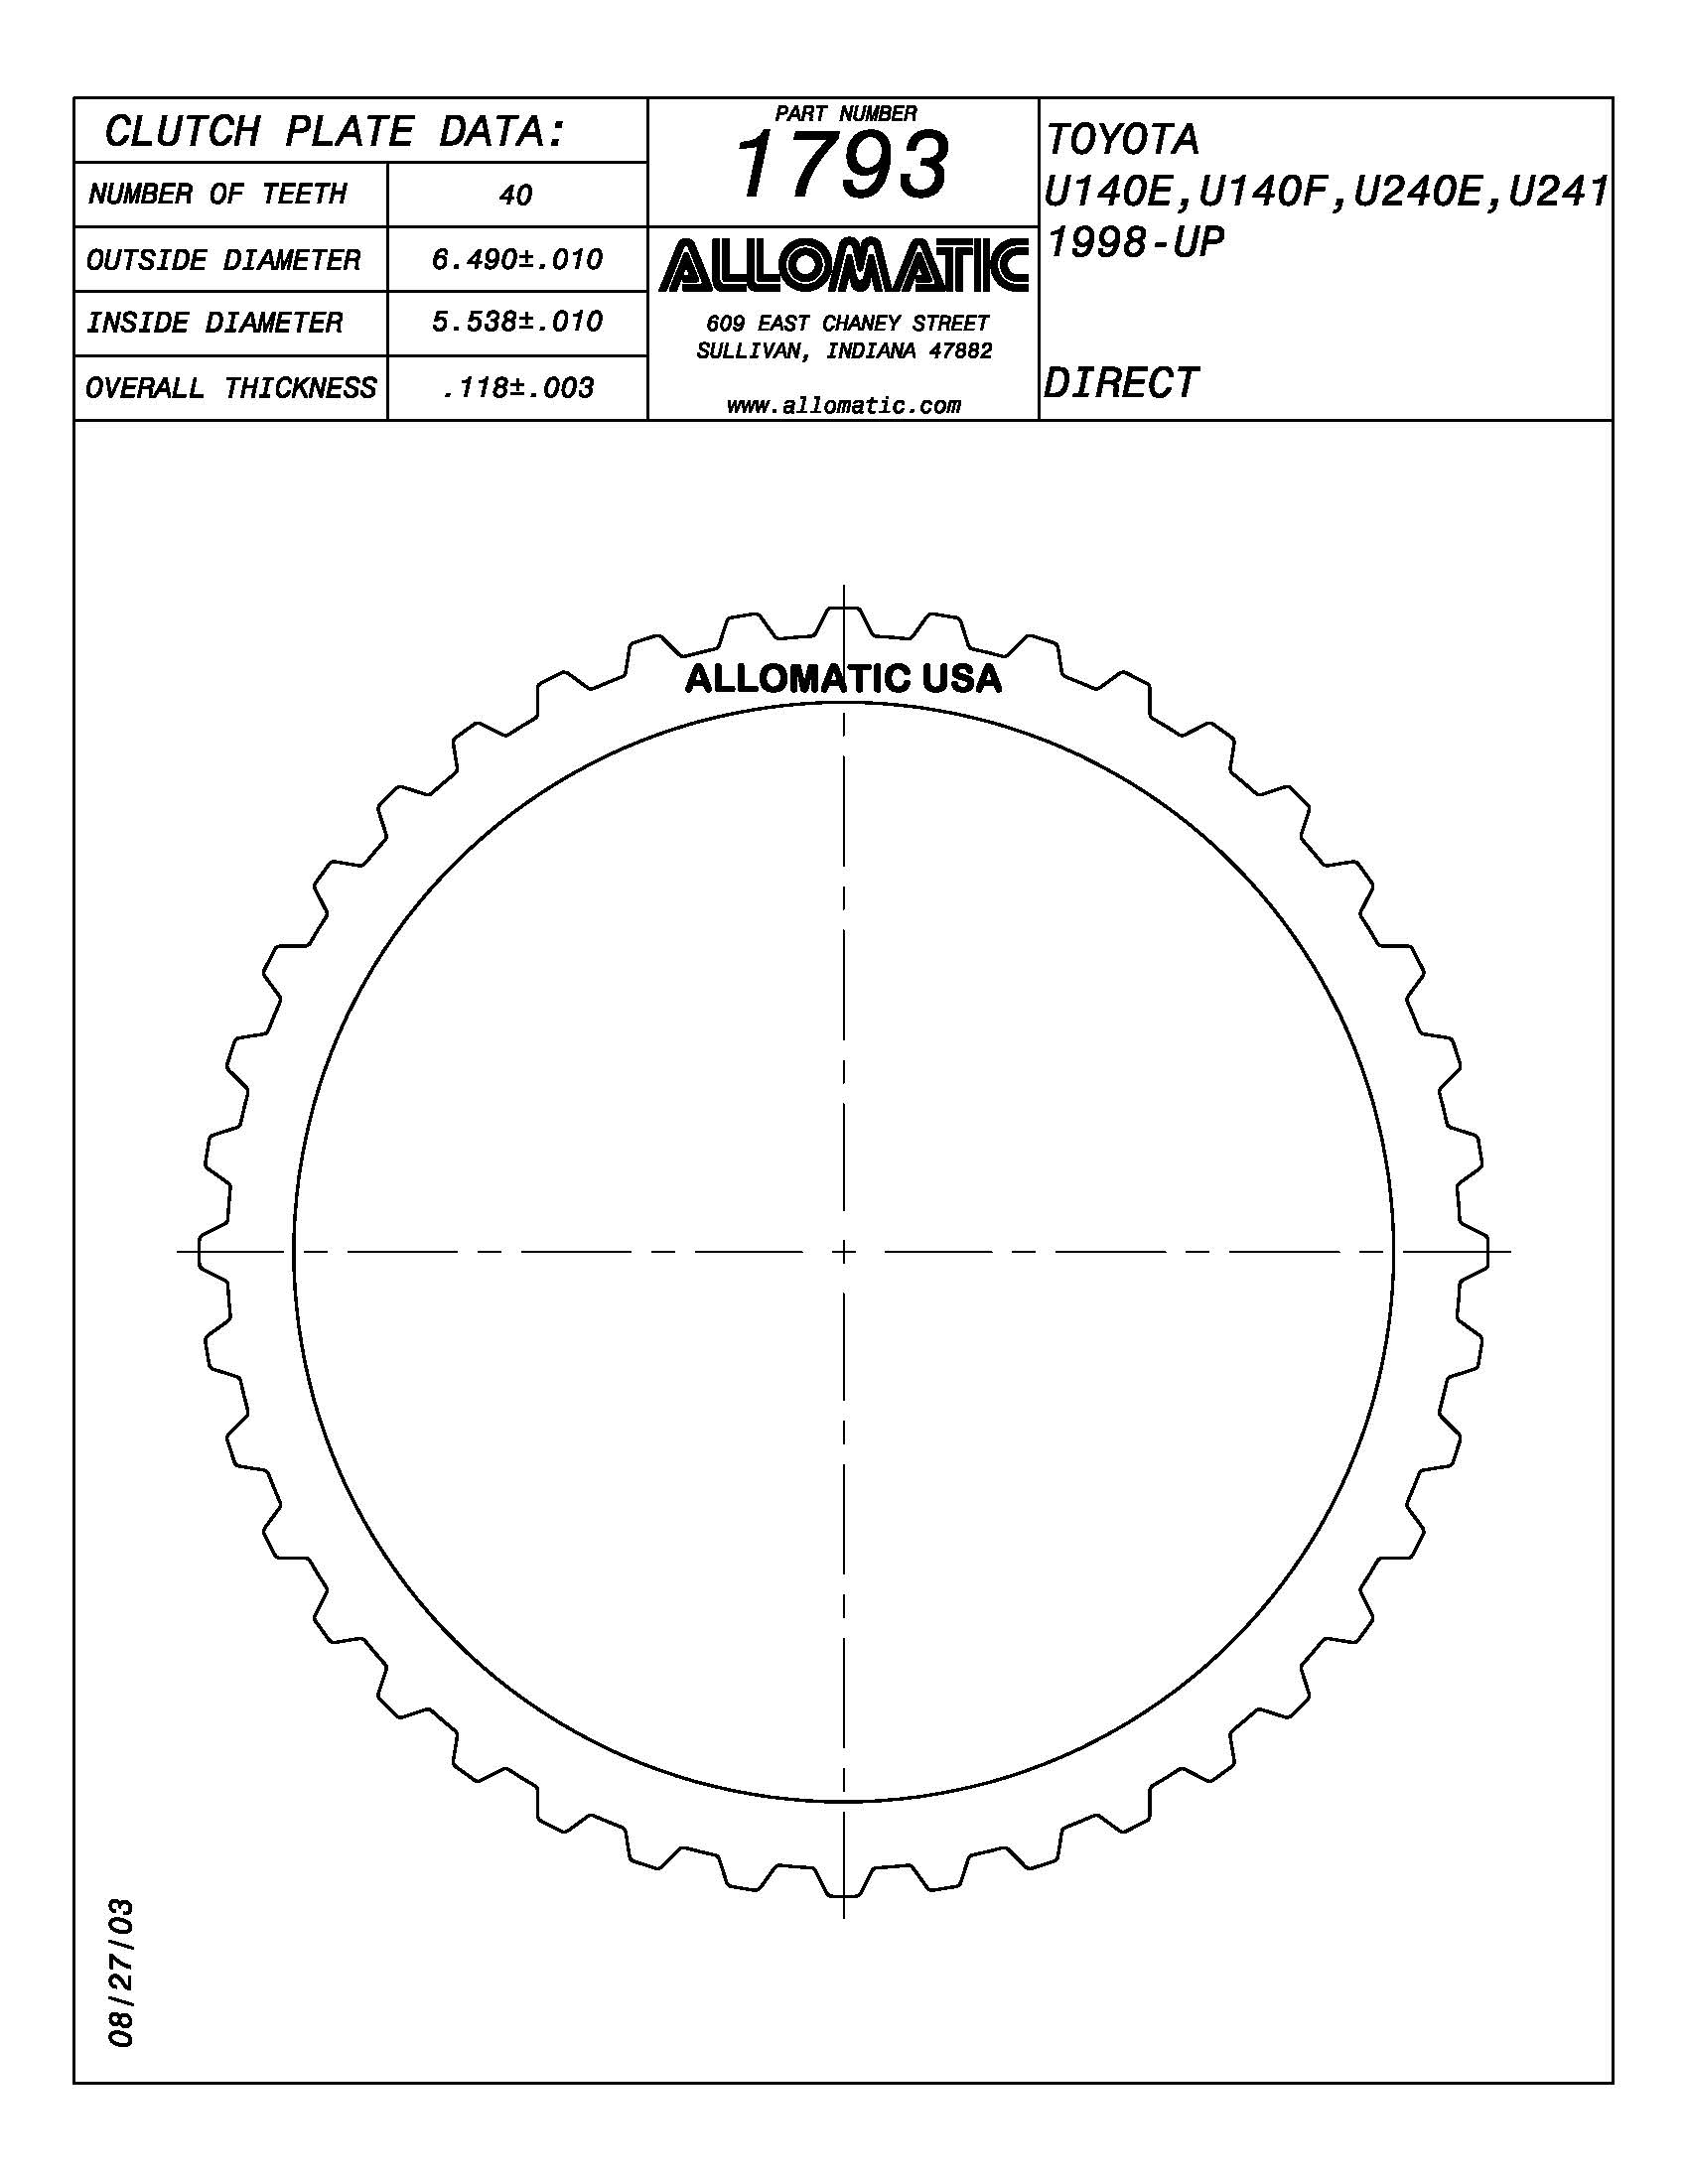 CLUTCH PLATE DATA:
NUMBER OF TEETH 40
OUTSIDE DIAMETER 6.490±.010
INSIDE DIAMETER 5.538±.010
OVERALL THICKNESS .118±.003
PART NUMBER
1793
ALLOMATIC
609 EAST CHANEY STREET
SULLIVAN, INDIANA 47882
www.allomatic.com
TOYOTA
U140E,U140F,U240E,U241
1998-UP
DIRECT
ALLOMATIC USA
08/27/03